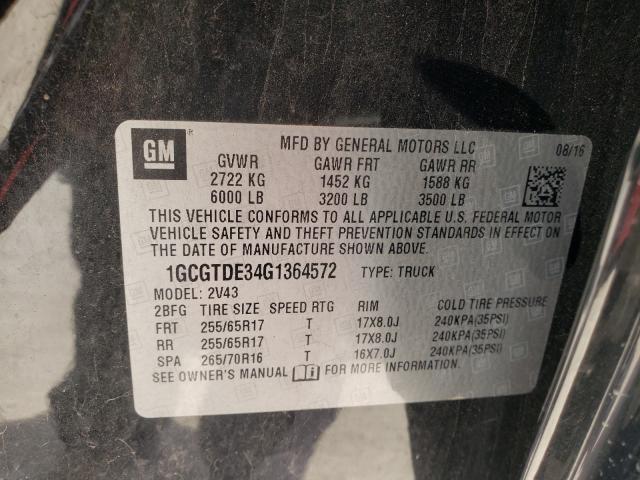 GM ®
MFD BY GENERAL MOTORS LLC 08/16
GVWR GAWR FRT GAWR RR
2722 KG 1452 KG 1588 KG
6000 LB 3200 LB 3500 LB
THIS VEHICLE CONFORMS TO ALL APPLICABLE U.S. FEDERAL MOTOR
VEHICLE SAFETY AND THEFT PREVENTION STANDARDS IN EFFECT ON
THE DATE OF MANUFACTURE SHOWN ABOVE.
1GCGTDE34G1364572 TYPE: TRUCK
MODEL: 2V43
2BFG TIRE SIZE SPEED RTG RIM COLD TIRE PRESSURE
FRT 255/65R17 T 17X8.0J 240KPA(35PSI)
RR 255/65R17 T 17X8.0J 240KPA(35PSI)
SPA 265/70R16 T 16X7.0J 240KPA(35PSI)
SEE OWNER'S MANUAL FOR MORE INFORMATION.